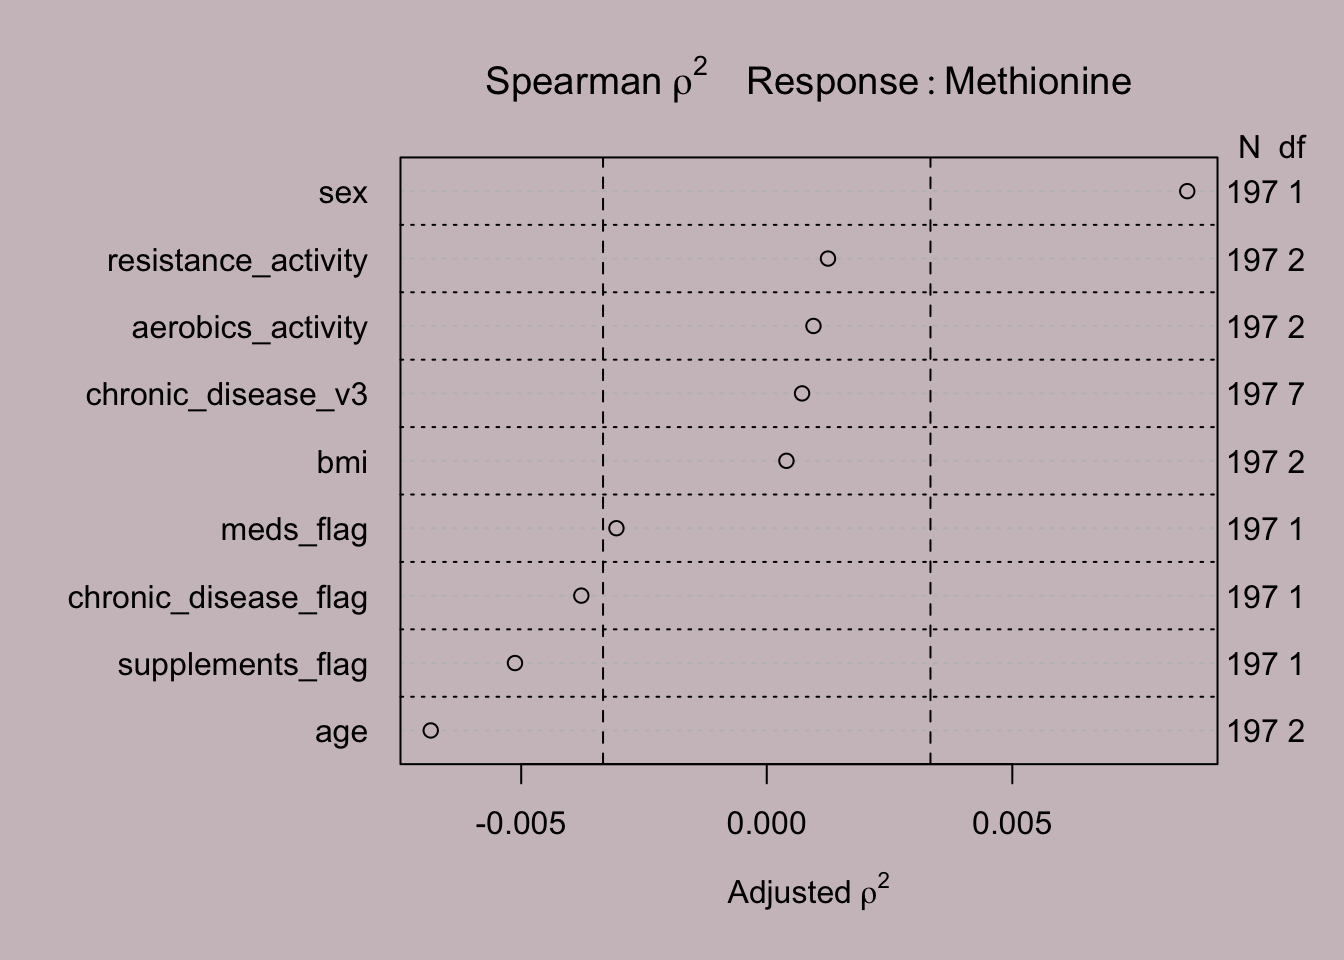 Spearman ρ² Response : Methionine
N df
sex 197 1
resistance_activity 197 2
aerobics_activity 197 2
chronic_disease_v3 197 7
bmi 197 2
meds_flag 197 1
chronic_disease_flag 197 1
supplements_flag 197 1
age 197 2
-0.005 0.000 0.005
Adjusted ρ²